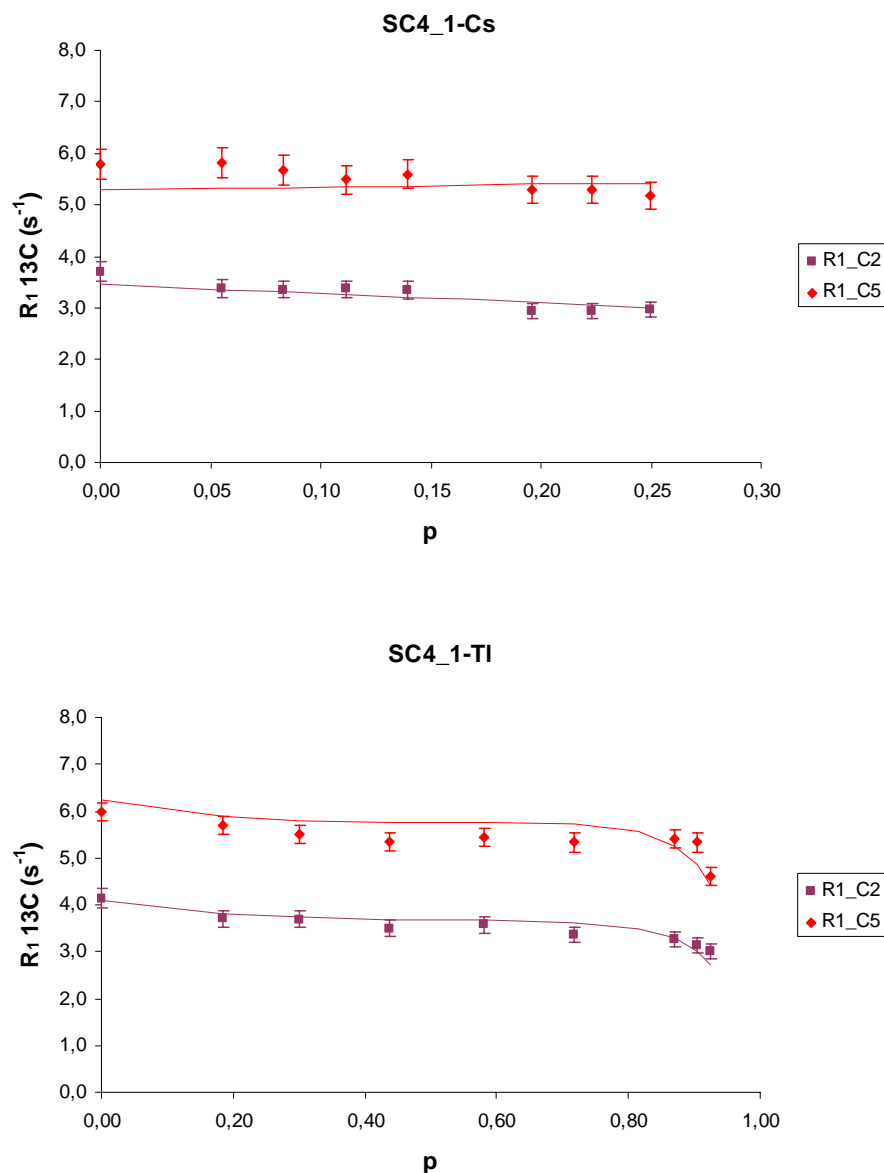 SC4_1-Cs
8,0
7,0
6,0
5,0
4,0
3,0
2,0
1,0
0,0
R₁ 13C (s⁻¹)
0,00 0,05 0,10 0,15 0,20 0,25 0,30
p
R1_C2
R1_C5
SC4_1-Tl
8,0
7,0
6,0
5,0
4,0
3,0
2,0
1,0
0,0
R₁ 13C (s⁻¹)
0,00 0,20 0,40 0,60 0,80 1,00
p
R1_C2
R1_C5